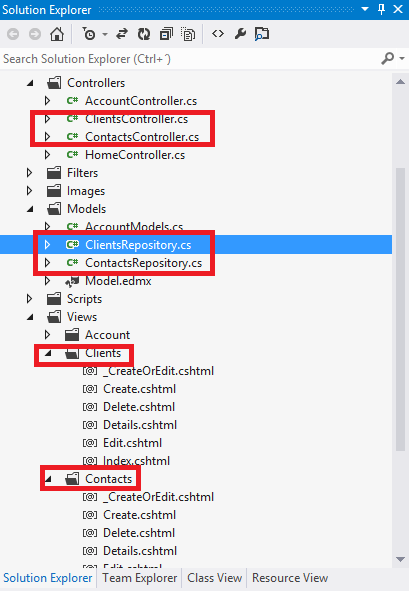 Solution Explorer
Search Solution Explorer (Ctrl+´)
Controllers
C# AccountController.cs
C# ClientsController.cs
C# ContactsController.cs
C# HomeController.cs
Filters
Images
Models
C# AccountModels.cs
C# ClientsRepository.cs
C# ContactsRepository.cs
Model.edmx
Scripts
Views
Account
Clients
[@] _CreateOrEdit.cshtml
[@] Create.cshtml
[@] Delete.cshtml
[@] Details.cshtml
[@] Edit.cshtml
[@] Index.cshtml
Contacts
[@] _CreateOrEdit.cshtml
[@] Create.cshtml
[@] Delete.cshtml
[@] Details.cshtml
[@] Edit.cshtml
Solution Explorer Team Explorer Class View Resource View